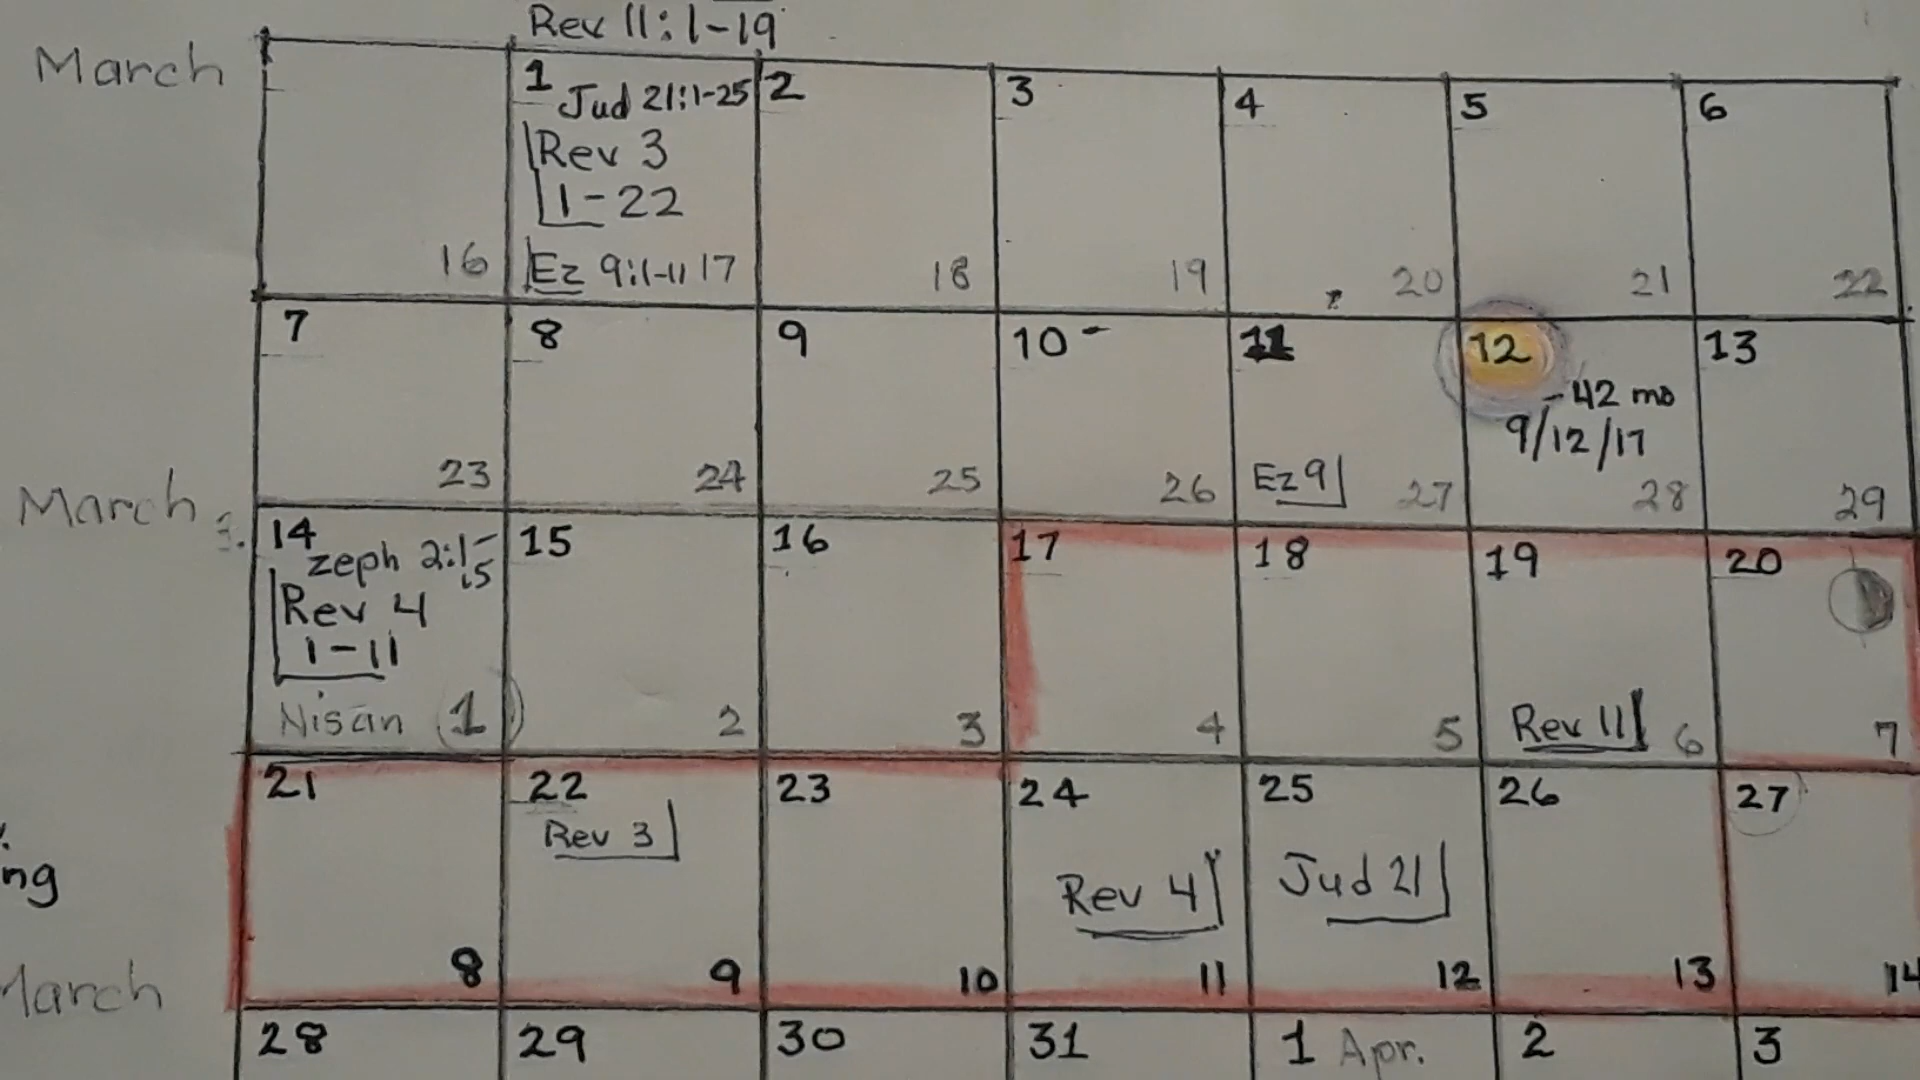 Rev 11:1-19
March
1 Jud 21:1-25 2 3 4 5 6
Rev 3
1-22
16 Ez 9:1-11 17 18 19 20 21 22
7 8 9 10- 11 12 13
-42 mo
9/12/17
23 24 25 26 Ez 9 27 28 29
March
14 15 16 17 18 19 20
zeph 2:1-
15
Rev 4
1-11
Nisan 1 2 3 4 5 Rev 11 6 7
21 22 23 24 25 26 27
Rev 3
ng
Rev 4 Jud 21
8 9 10 11 12 13 14
March
28 29 30 31 1 Apr. 2 3